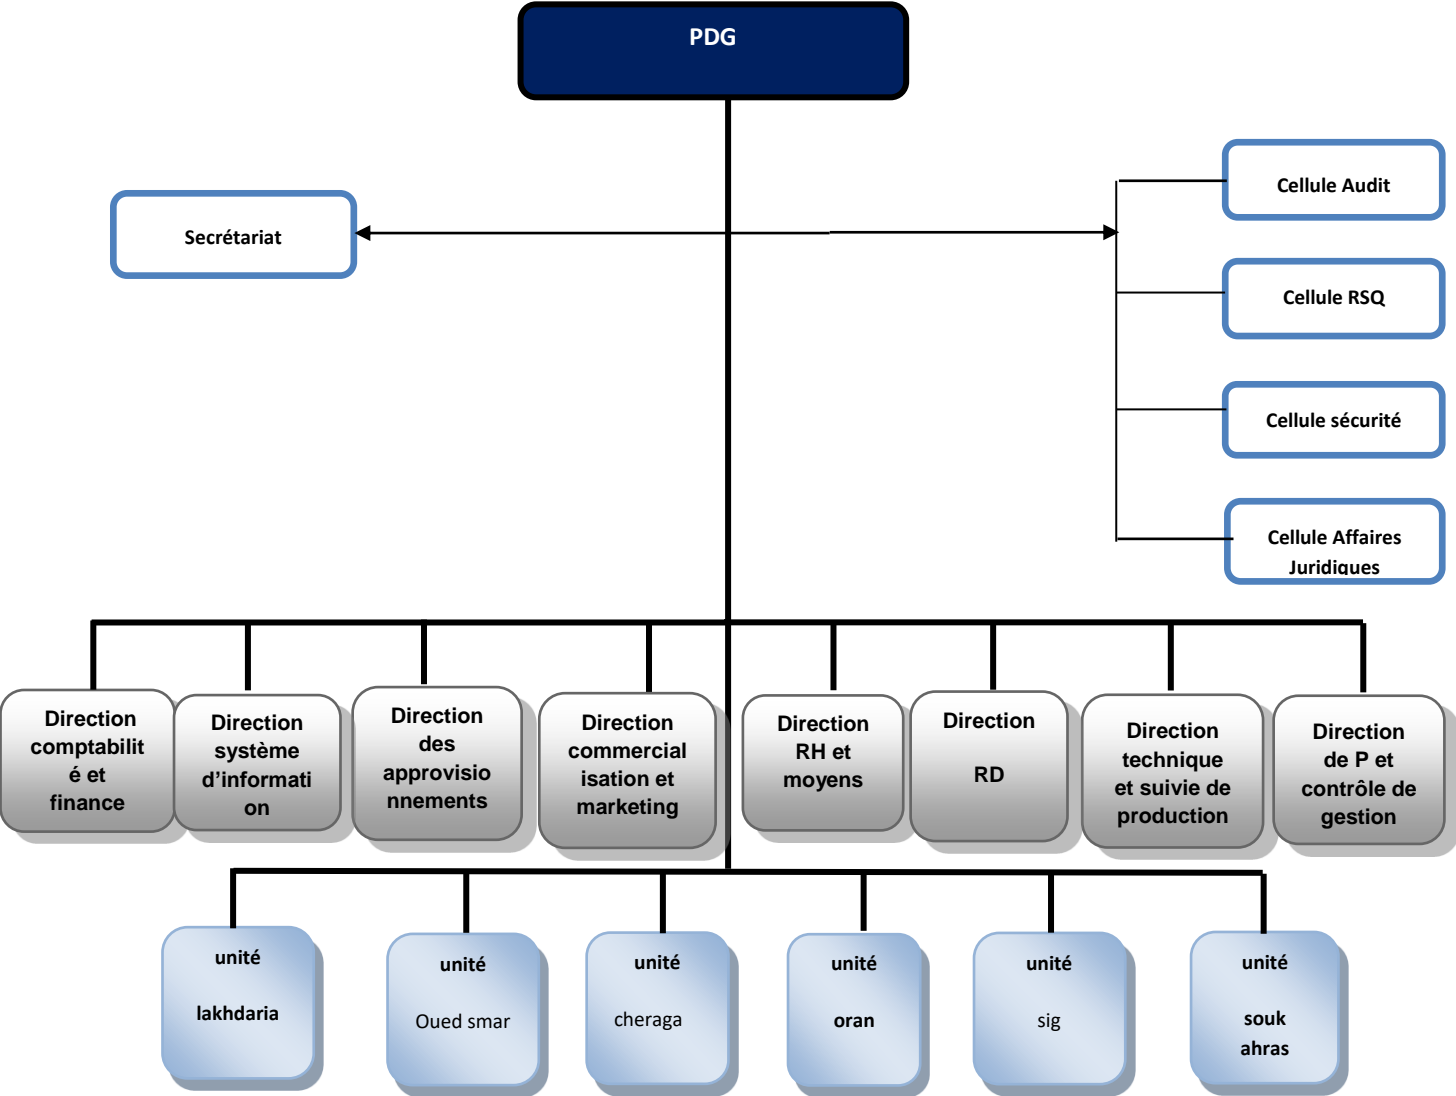 PDG
Cellule Audit
Secrétariat
Cellule RSQ
Cellule sécurité
Cellule Affaires
Juridiques
Direction
comptabilit
é et
finance
Direction
système
d’informati
on
Direction
des
approvisio
nnements
Direction
commercial
isation et
marketing
Direction
RH et
moyens
Direction
RD
Direction
technique
et suivie de
production
Direction
de P et
contrôle de
gestion
unité
lakhdaria
unité
Oued smar
unité
cheraga
unité
oran
unité
sig
unité
souk
ahras